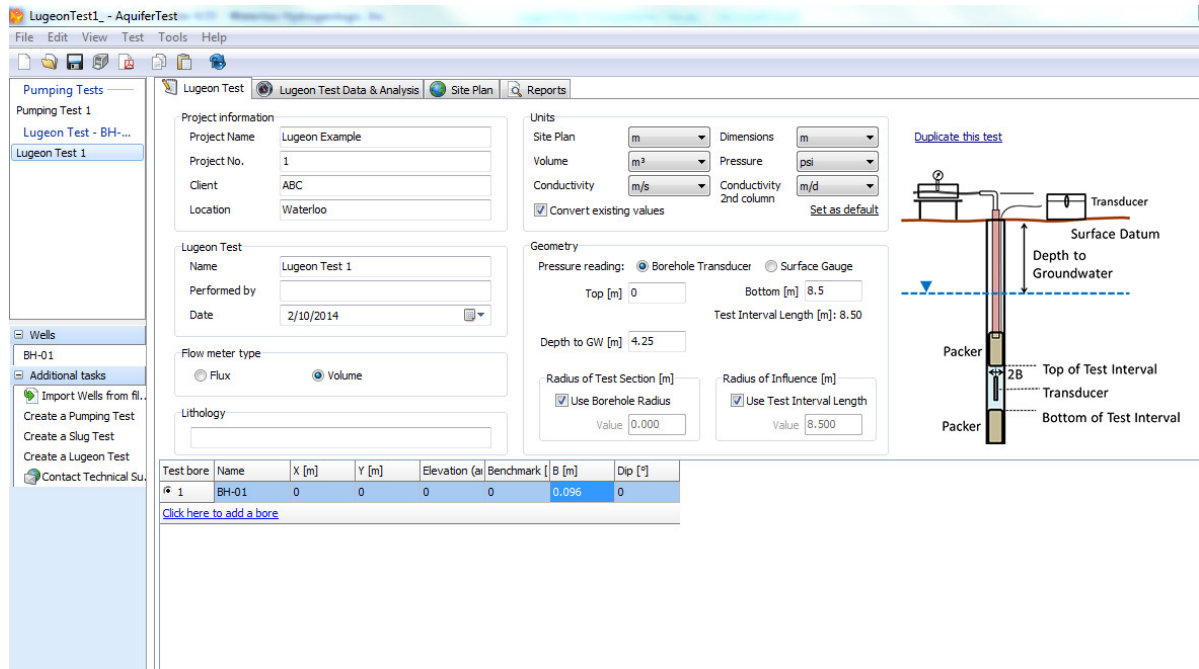 LugeonTest1_ - AquiferTest
File Edit View Test Tools Help
Pumping Tests
Pumping Test 1
Lugeon Test - BH-...
Lugeon Test 1
Wells
BH-01
Additional tasks
Import Wells from fil..
Create a Pumping Test
Create a Slug Test
Create a Lugeon Test
Contact Technical Su.
Lugeon Test Lugeon Test Data & Analysis Site Plan Reports
Project information
Project Name Lugeon Example
Project No. 1
Client ABC
Location Waterloo
Lugeon Test
Name Lugeon Test 1
Performed by
Date 2/10/2014
Flow meter type
Flux Volume
Lithology
Units
Site Plan m Dimensions m
Volume m³ Pressure psi
Conductivity m/s Conductivity 2nd column m/d
Convert existing values Set as default
Geometry
Pressure reading: Borehole Transducer Surface Gauge
Top [m] 0 Bottom [m] 8.5
Test Interval Length [m]: 8.50
Depth to GW [m] 4.25
Radius of Test Section [m]
Use Borehole Radius
Value 0.000
Radius of Influence [m]
Use Test Interval Length
Value 8.500
Duplicate this test
Transducer
Surface Datum
Depth to
Groundwater
Packer
2B
Top of Test Interval
Transducer
Bottom of Test Interval
Packer
Test bore Name X [m] Y [m] Elevation (a Benchmark [ B [m] Dip [°]
1 BH-01 0 0 0 0 0.096 0
Click here to add a bore